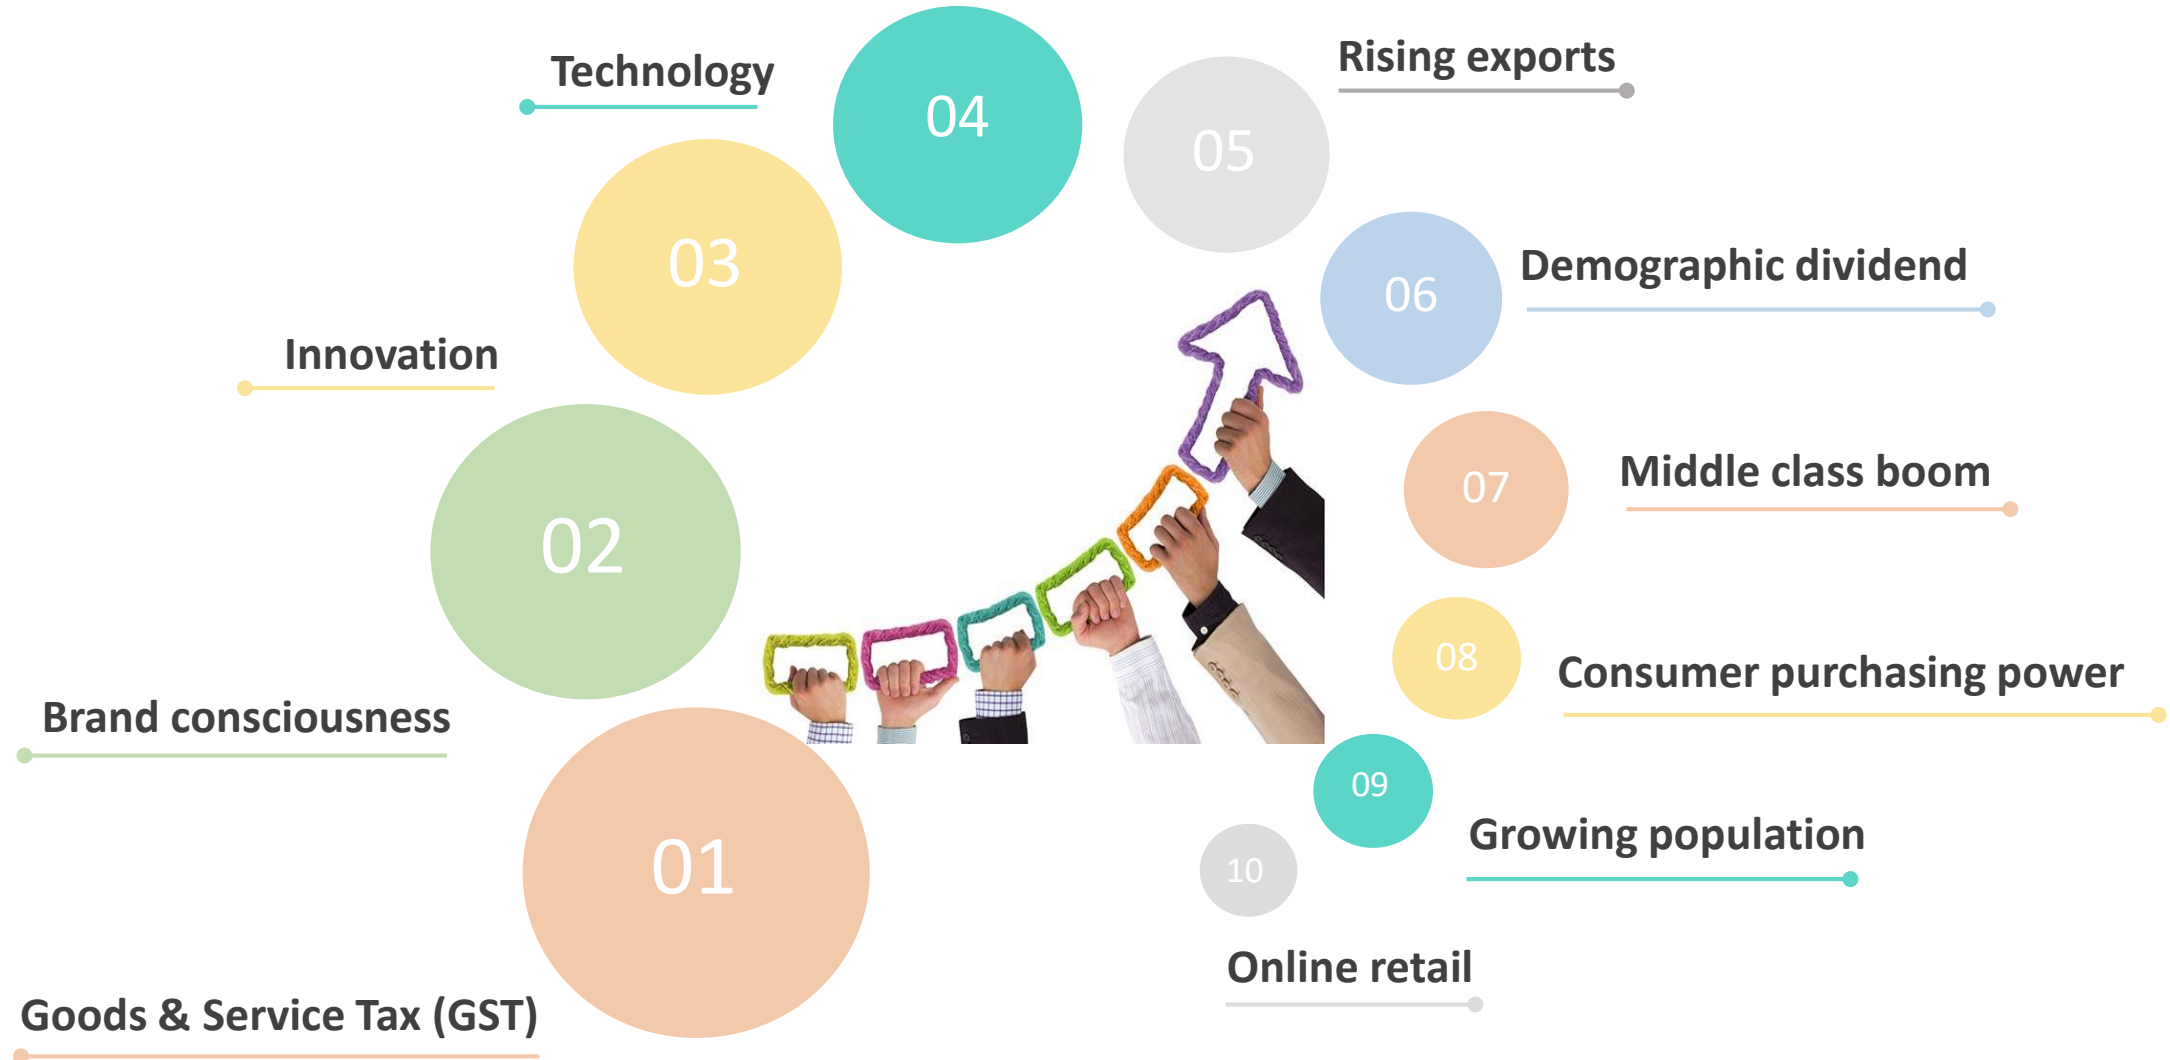 Goods & Service Tax (GST)
01
Brand consciousness
02
Innovation
03
Technology
04
05
Rising exports
06
Demographic dividend
07
Middle class boom
08
Consumer purchasing power
09
Growing population
10
Online retail